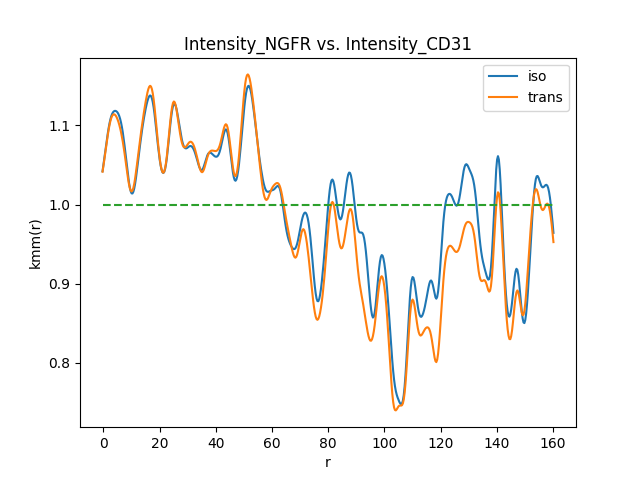 Intensity_NGFR vs. Intensity_CD31
iso
trans
1.1
1.0
0.9
0.8
kmm(r)
0 20 40 60 80 100 120 140 160
r